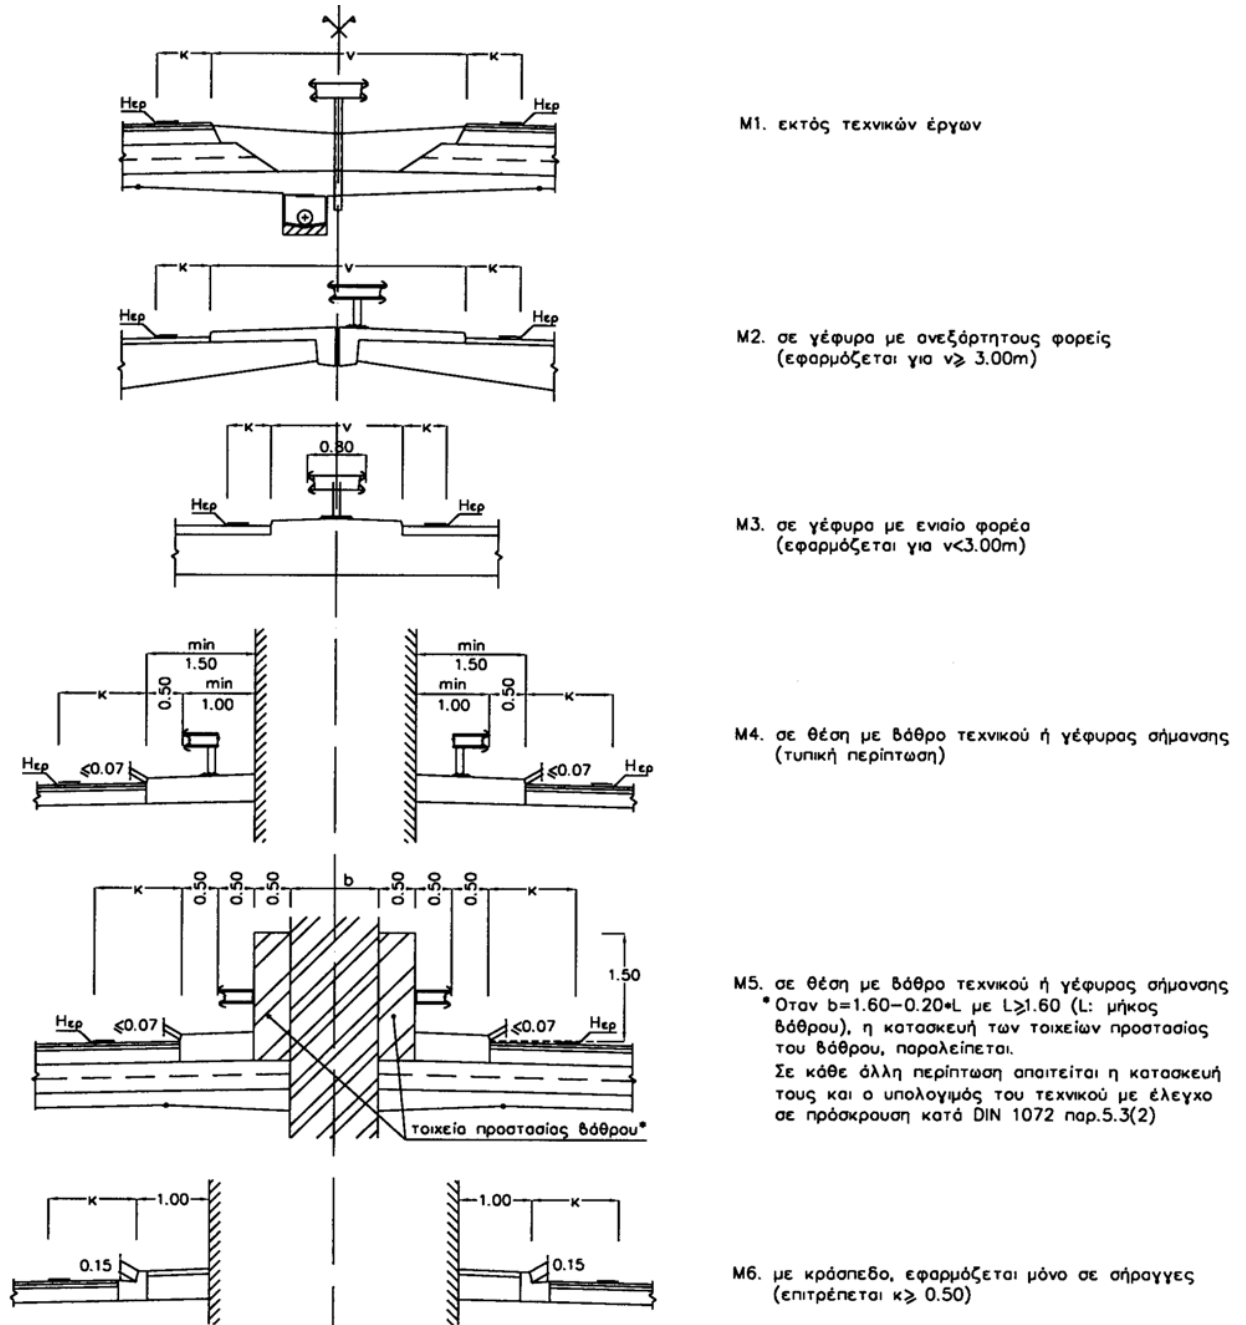 κ v κ
Ηερ Ηερ
Μ1. εκτός τεχνικών έργων
κ v κ
Ηερ Ηερ
Μ2. σε γέφυρα με ανεξάρτητους φορείς
(εφαρμόζεται για v⩾ 3.00m)
κ v κ
0.80
Ηερ Ηερ
Μ3. σε γέφυρα με ενιαίο φορέα
(εφαρμόζεται για v<3.00m)
min min
1.50 1.50
κ 0.50 min min 0.50 κ
1.00 1.00
Ηερ ≤0.07 ≤0.07 Ηερ
Μ4. σε θέση με βάθρο τεχνικού ή γέφυρας σήμανσης
(τυπική περίπτωση)
κ 0.50 0.50 0.50 b 0.50 0.50 0.50 κ
1.50
Ηερ ≤0.07 ≤0.07 Ηερ
τοιχεία προστασίας βάθρου*
Μ5. σε θέση με βάθρο τεχνικού ή γέφυρας σήμανσης
* Οταν b=1.60-0.20*L με L⩾1.60 (L: μήκος
βάθρου), η κατασκευή των τοιχείων προστασίας
του βάθρου, παραλείπεται.
Σε κάθε άλλη περίπτωση απαιτείται η κατασκευή
τους και ο υπολογιμός του τεχνικού με έλεγχο
σε πρόσκρουση κατά DIN 1072 παρ.5.3(2)
κ 1.00 1.00 κ
0.15 0.15
Μ6. με κράσπεδο, εφαρμόζεται μόνο σε σήραγγες
(επιτρέπεται κ⩾ 0.50)